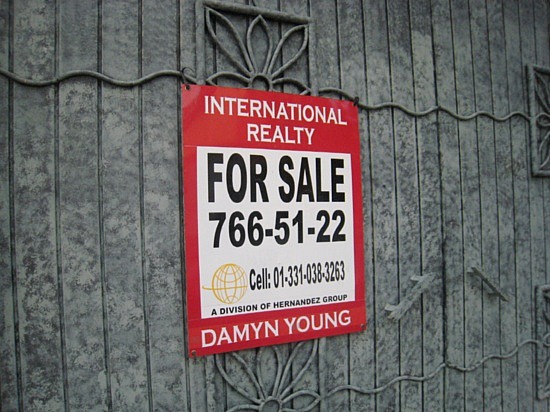 INTERNATIONAL
REALTY
FOR SALE
766-51-22
Cell: 01-331-038-3263
A DIVISION OF HERNANDEZ GROUP
DAMYN YOUNG